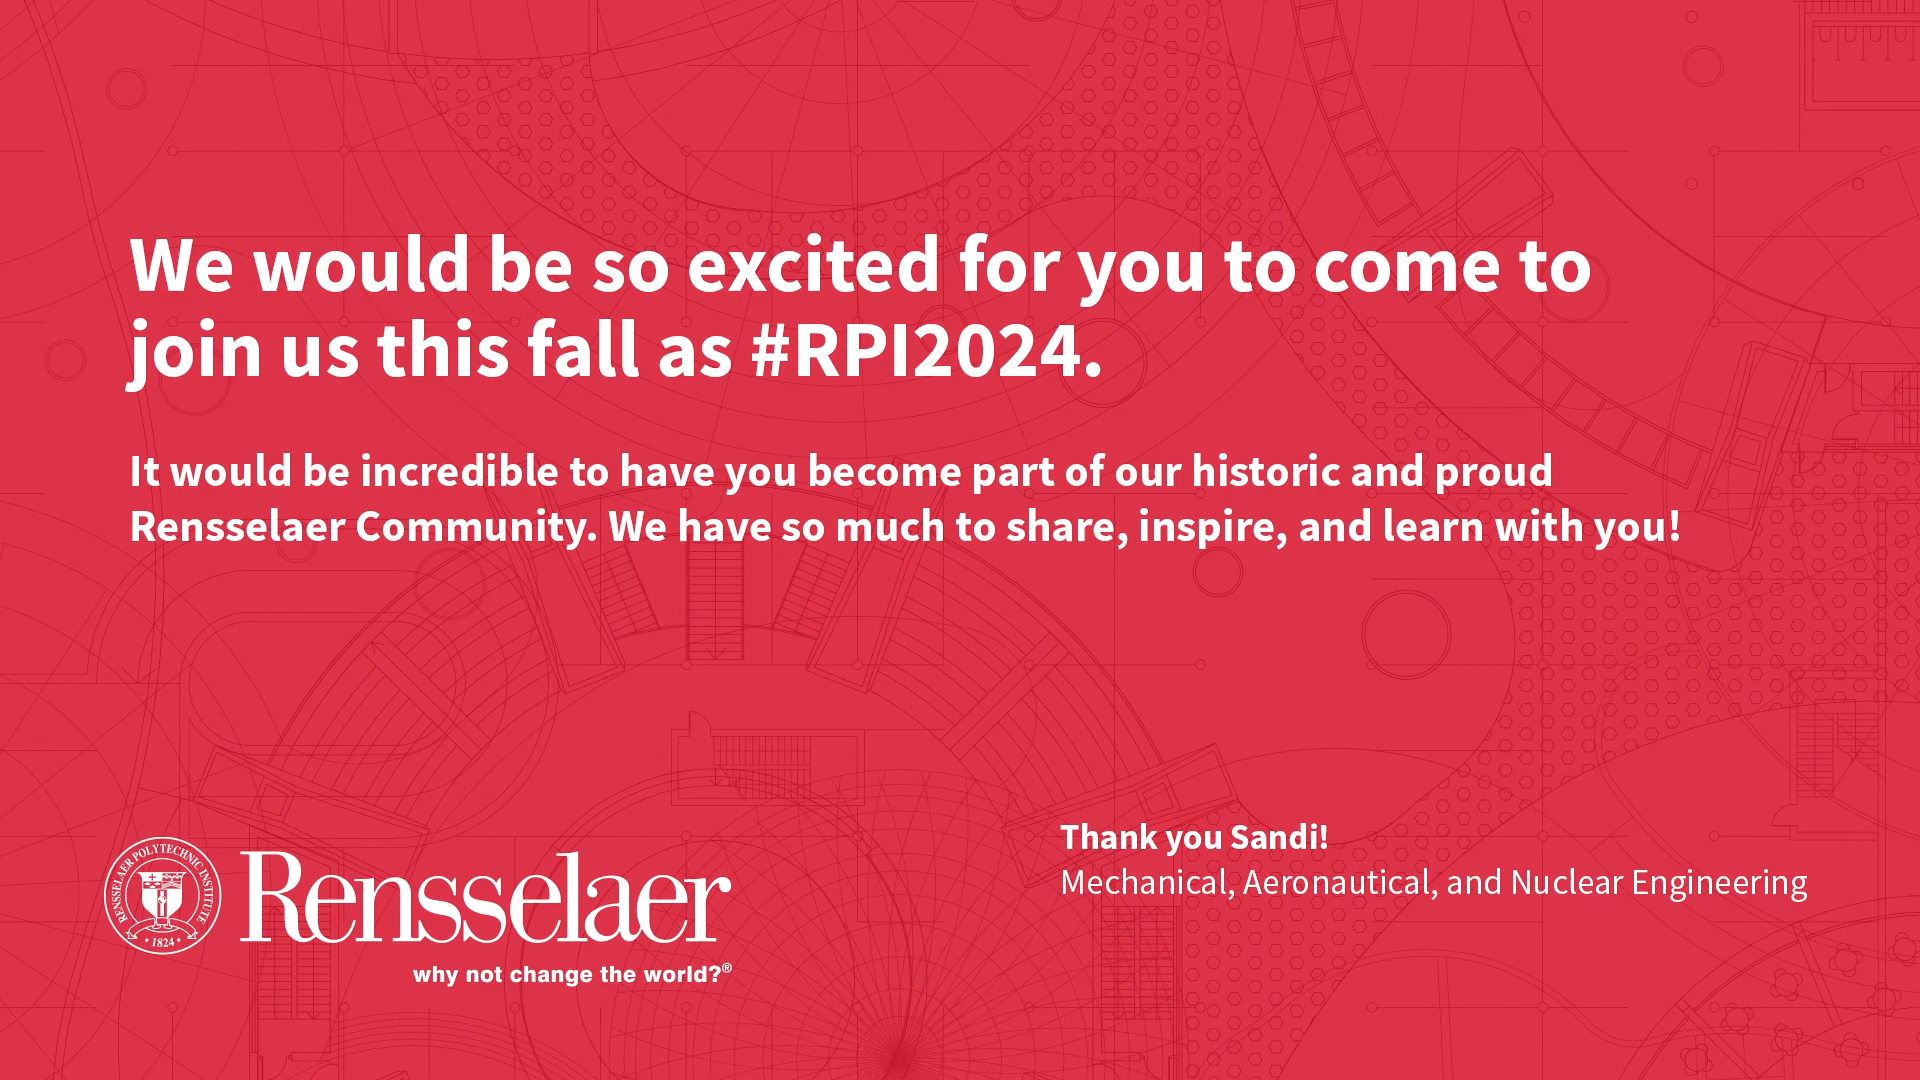 We would be so excited for you to come to
join us this fall as #RPI2024.
It would be incredible to have you become part of our historic and proud
Rensselaer Community. We have so much to share, inspire, and learn with you!
Thank you Sandi!
Mechanical, Aeronautical, and Nuclear Engineering
RENSSELAER POLYTECHNIC INSTITUTE
• 1824 •
Rensselaer
why not change the world?®